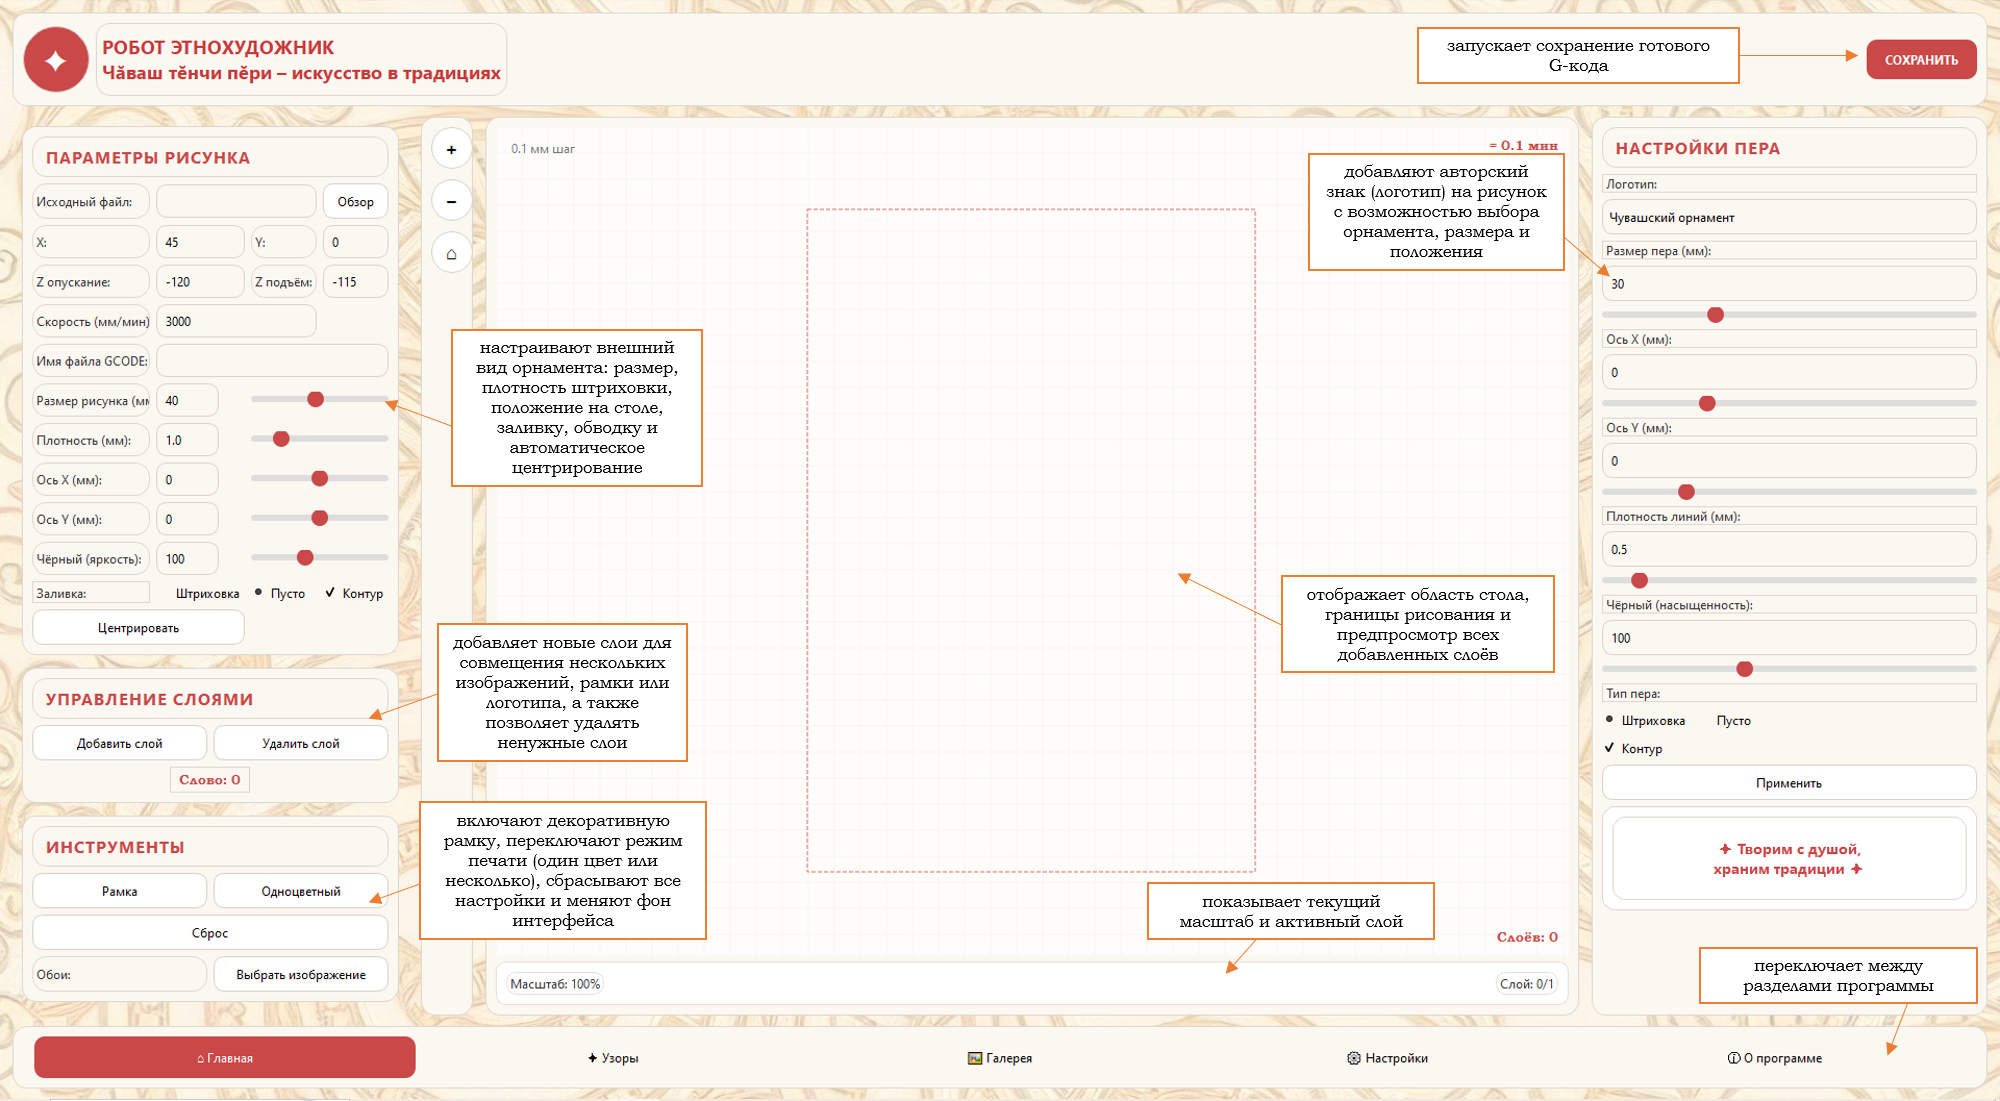 РОБОТ ЭТНОХУДОЖНИК
Чӑваш тӗнчи пӗри – искусство в традициях
запускает сохранение готового
G-кода
СОХРАНИТЬ
ПАРАМЕТРЫ РИСУНКА
Исходный файл:
Обзор
X:
45
Y:
0
Z опускание:
-120
Z подъём:
-115
Скорость (мм/мин)
3000
Имя файла GCODE:
Размер рисунка (мм
40
Плотность (мм):
1.0
Ось X (мм):
0
Ось Y (мм):
0
Чёрный (яркость):
100
Заливка:
Штриховка
Пусто
Контур
Центрировать
УПРАВЛЕНИЕ СЛОЯМИ
Добавить слой
Удалить слой
Слово: 0
ИНСТРУМЕНТЫ
Рамка
Одноцветный
Сброс
Обои:
Выбрать изображение
+
−
0.1 мм шаг
= 0.1 мин
настраивают внешний
вид орнамента: размер,
плотность штриховки,
положение на столе,
заливку, обводку и
автоматическое
центрирование
добавляет новые слои для
совмещения нескольких
изображений, рамки или
логотипа, а также
позволяет удалять
ненужные слои
включают декоративную
рамку, переключают режим
печати (один цвет или
несколько), сбрасывают все
настройки и меняют фон
интерфейса
добавляют авторский
знак (логотип) на рисунок
с возможностью выбора
орнамента, размера и
положения
отображает область стола,
границы рисования и
предпросмотр всех
добавленных слоёв
показывает текущий
масштаб и активный слой
Слоёв: 0
Масштаб: 100%
Слой: 0/1
НАСТРОЙКИ ПЕРА
Логотип:
Чувашский орнамент
Размер пера (мм):
30
Ось X (мм):
0
Ось Y (мм):
0
Плотность линий (мм):
0.5
Чёрный (насыщенность):
100
Тип пера:
Штриховка
Пусто
Контур
Применить
✦ Творим с душой,
храним традиции ✦
переключает между
разделами программы
⌂ Главная
✦ Узоры
Галерея
Настройки
О программе